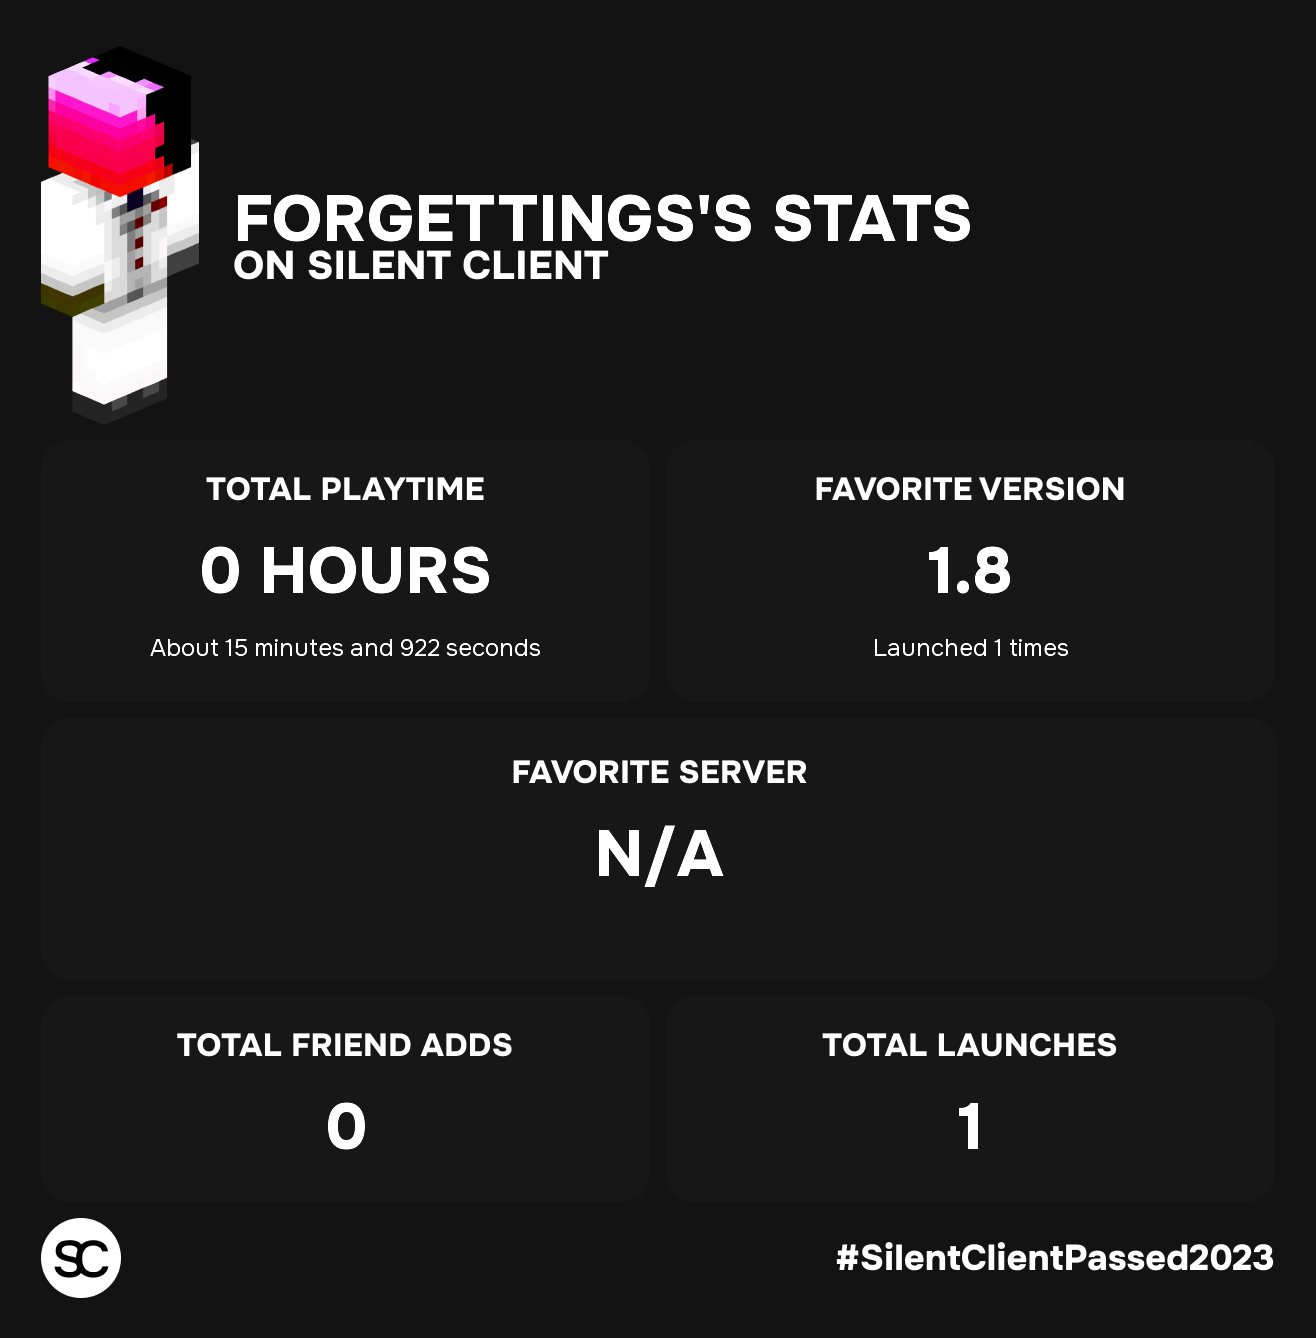 FORGETTINGS'S STATS
ON SILENT CLIENT
TOTAL PLAYTIME
0 HOURS
About 15 minutes and 922 seconds
FAVORITE VERSION
1.8
Launched 1 times
FAVORITE SERVER
N/A
TOTAL FRIEND ADDS
0
TOTAL LAUNCHES
1
SC
#SilentClientPassed2023